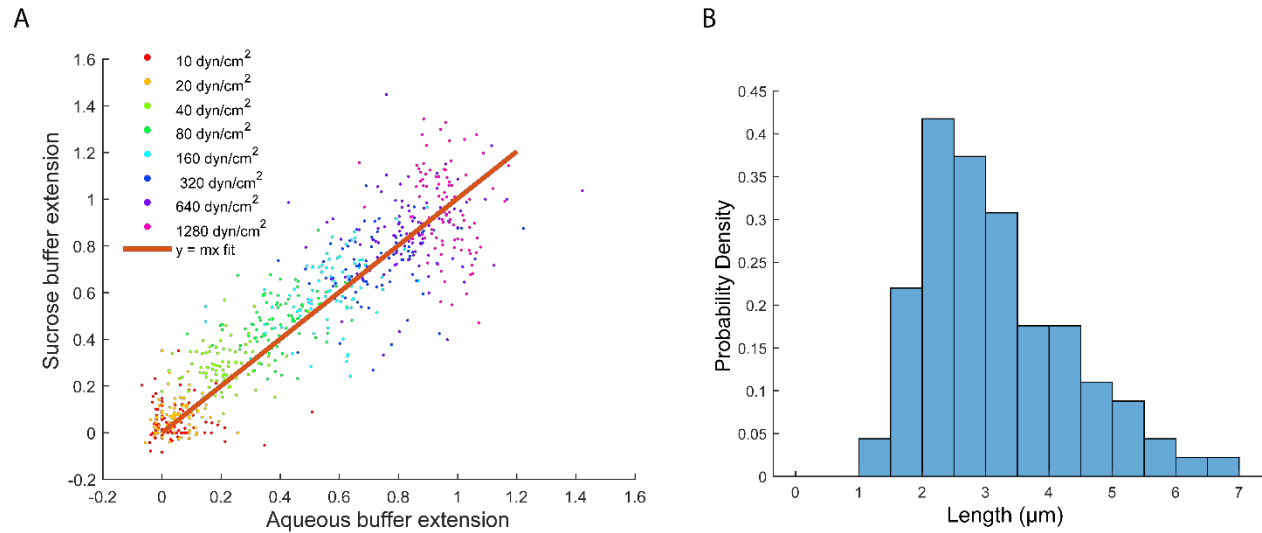 A
B
Sucrose buffer extension
1.6
1.4
1.2
1
0.8
0.6
0.4
0.2
0
-0.2
10 dyn/cm²
20 dyn/cm²
40 dyn/cm²
80 dyn/cm²
160 dyn/cm²
320 dyn/cm²
640 dyn/cm²
1280 dyn/cm²
y = mx fit
-0.2 0 0.2 0.4 0.6 0.8 1 1.2 1.4 1.6
Aqueous buffer extension
Probability Density
0.45
0.4
0.35
0.3
0.25
0.2
0.15
0.1
0.05
0
0 1 2 3 4 5 6 7
Length (μm)